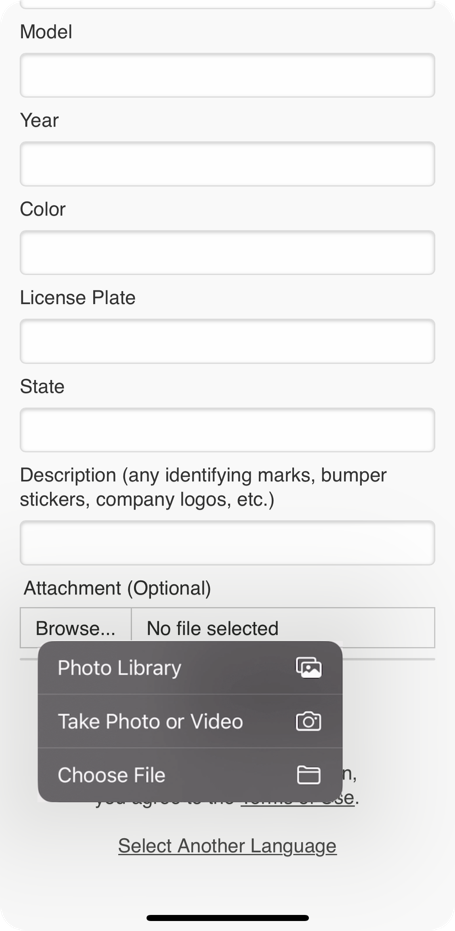 Model
Year
Color
License Plate
State
Description (any identifying marks, bumper
stickers, company logos, etc.)
Attachment (Optional)
Browse... No file selected
Photo Library
Take Photo or Video
Choose File
n,
you agree to the Terms of Use.
Select Another Language